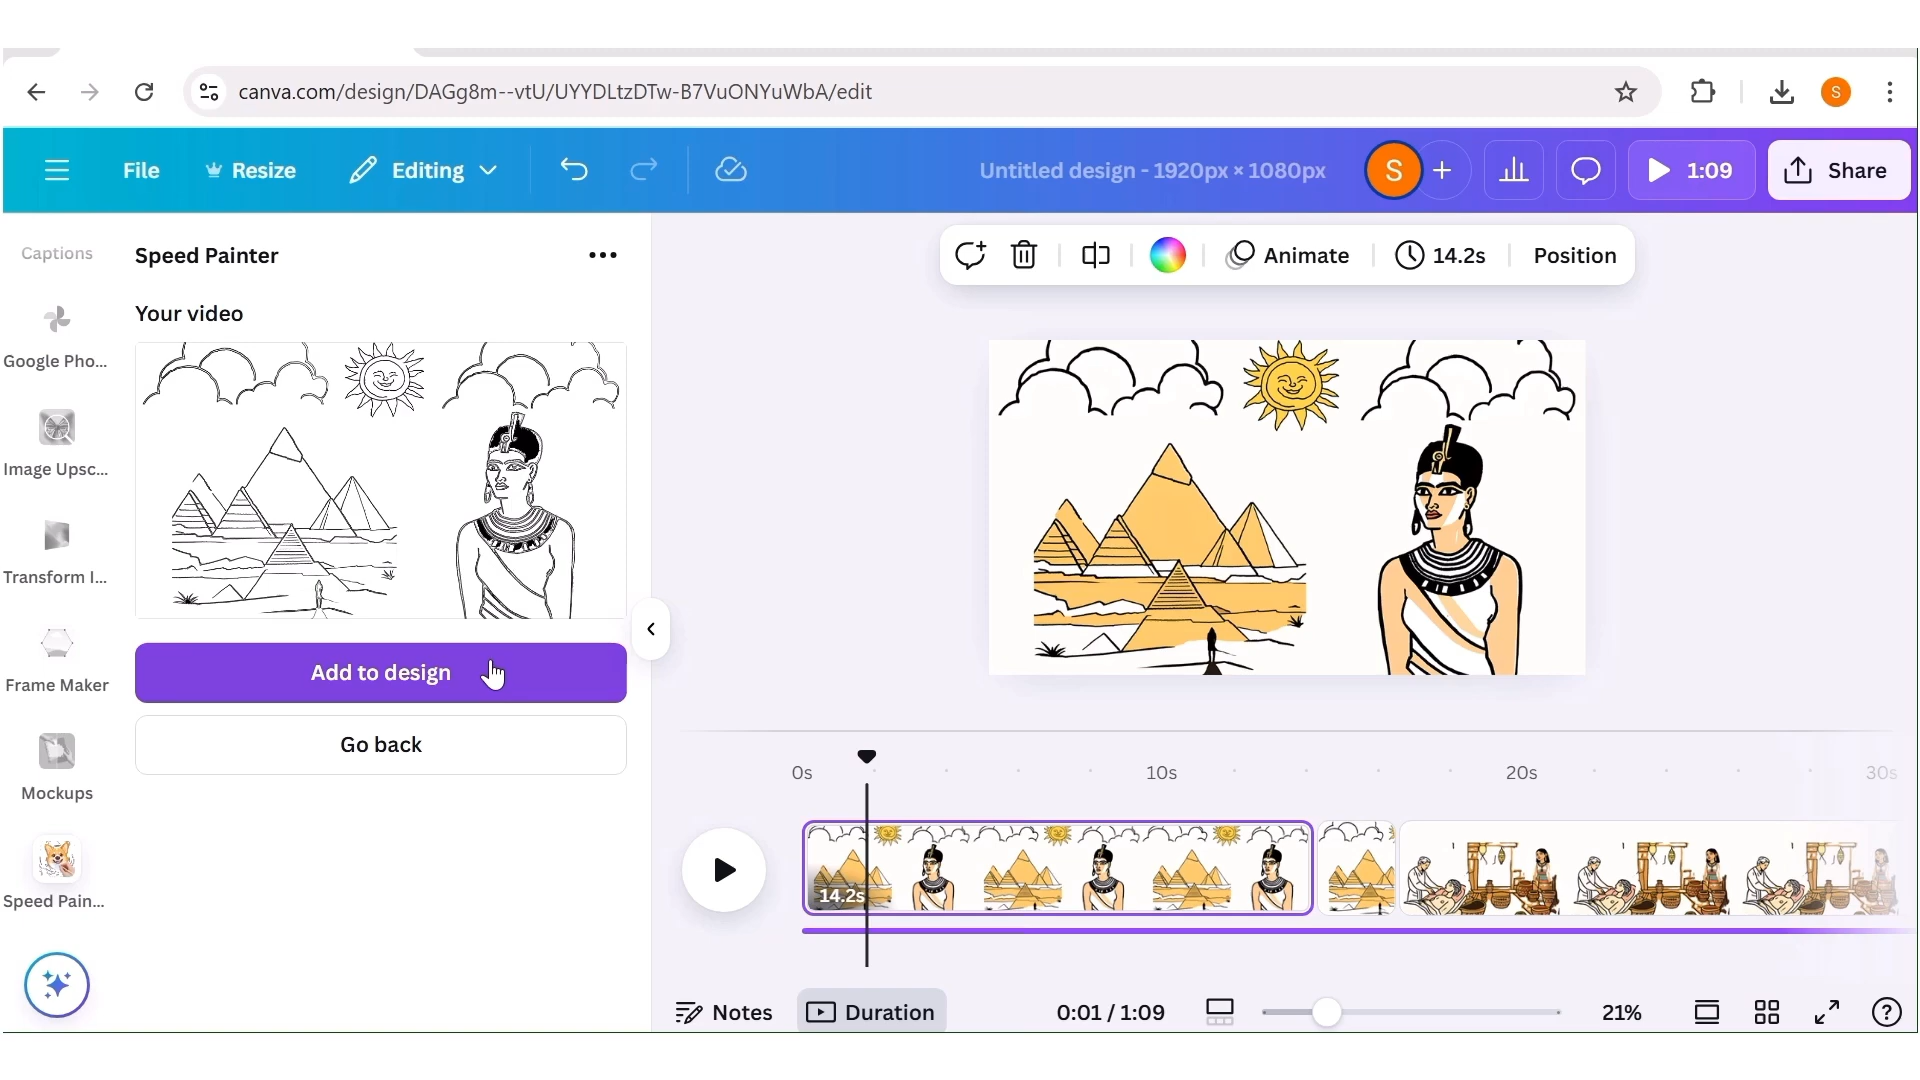 canva.com/design/DAGg8m--vtU/UYYDLtzDTw-B7VuONYuWbA/edit
S
File
Resize
Editing
Untitled design - 1920px × 1080px
S
1:09
Share
Captions
Google Pho...
Image Upsc...
Transform I...
Frame Maker
Mockups
Speed Pain...
Speed Painter
Your video
Add to design
Go back
Animate
14.2s
Position
0s
10s
20s
30s
14.2s
Notes
Duration
0:01 / 1:09
21%
?